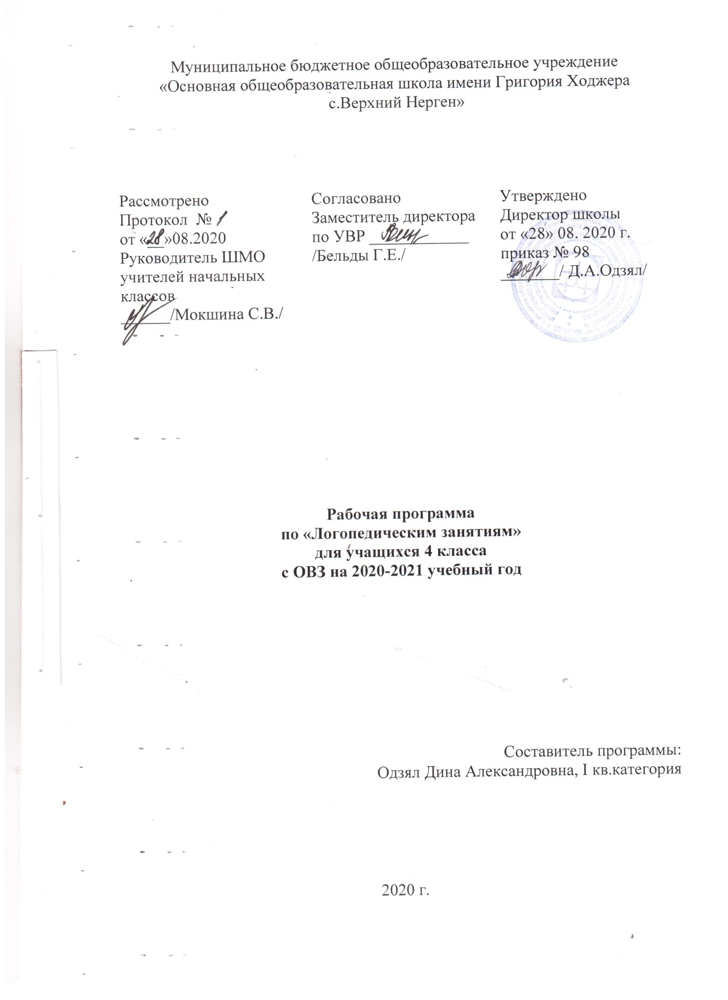 Муниципальное бюджетное общеобразовательное учреждение
«Основная общеобразовательная школа имени Григория Ходжера
с.Верхний Нерген»
Рассмотрено
Протокол № 1
от «28»08.2020
Руководитель ШМО
учителей начальных
классов
/Мокшина С.В./
Согласовано
Заместитель директора
по УВР
/Бельды Г.Е./
Утверждено
Директор школы
от «28» 08. 2020 г.
приказ № 98
/ Д.А.Одзял/
Рабочая программа
по «Логопедическим занятиям»
для учащихся 4 класса
с ОВЗ на 2020-2021 учебный год
Составитель программы:
Одзял Дина Александровна, I кв.категория
2020 г.